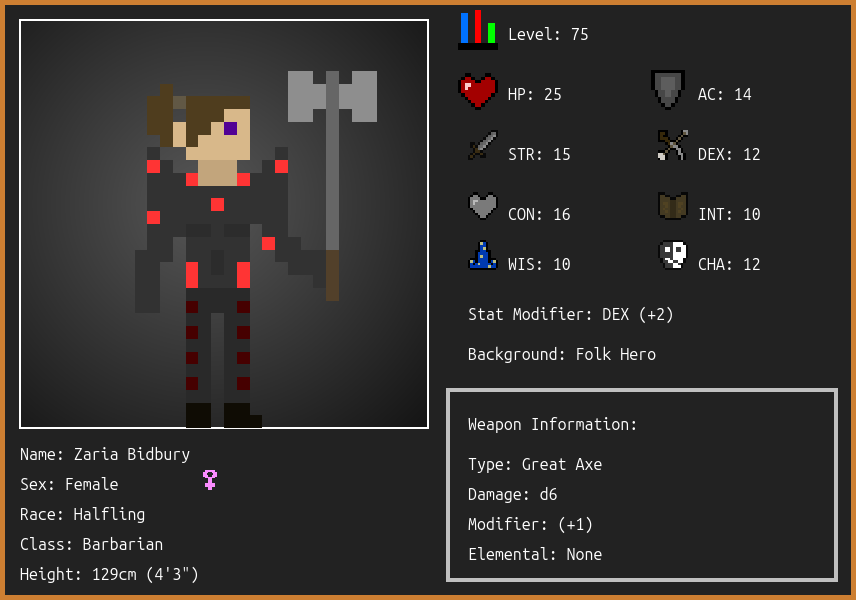 Level: 75
HP: 25
AC: 14
STR: 15
DEX: 12
CON: 16
INT: 10
WIS: 10
CHA: 12
Stat Modifier: DEX (+2)
Background: Folk Hero
Weapon Information:
Type: Great Axe
Damage: d6
Modifier: (+1)
Elemental: None
Name: Zaria Bidbury
Sex: Female
Race: Halfling
Class: Barbarian
Height: 129cm (4'3")